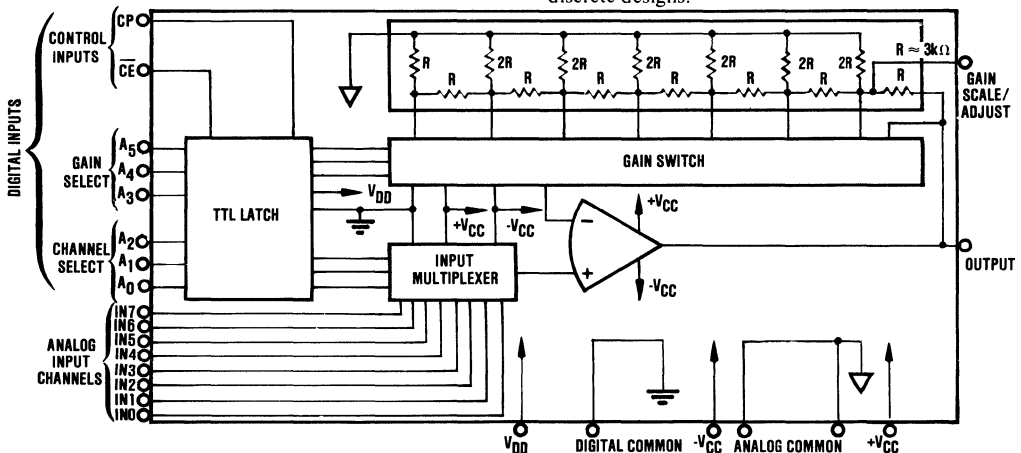 discrete designs.
CP
CONTROL
INPUTS
CE
DIGITAL INPUTS
A5
GAIN
SELECT
A4
A3
A2
CHANNEL
SELECT
A1
A0
IN7
IN6
IN5
IN4
IN3
IN2
IN1
IN0
ANALOG
INPUT
CHANNELS
TTL LATCH
R
2R
2R
2R
2R
2R
2R
R
R
R
R
R
R
R
R ≈ 3kΩ
GAIN
SCALE/
ADJUST
GAIN SWITCH
VDD
+VCC
-VCC
INPUT
MULTIPLEXER
−
+
+VCC
-VCC
OUTPUT
VDD
DIGITAL COMMON
-VCC
ANALOG COMMON
+VCC